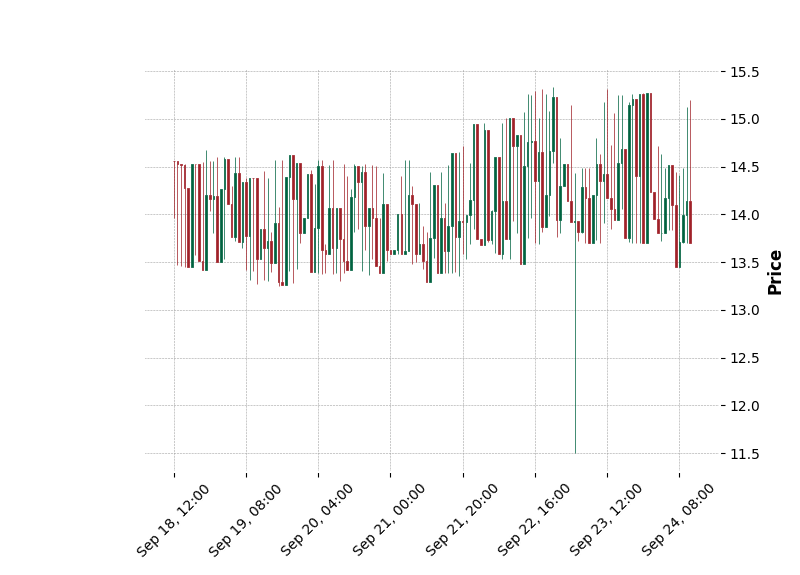 15.5
15.0
14.5
14.0
13.5
13.0
12.5
12.0
11.5
Price
Sep 18, 12:00
Sep 19, 08:00
Sep 20, 04:00
Sep 21, 00:00
Sep 21, 20:00
Sep 22, 16:00
Sep 23, 12:00
Sep 24, 08:00